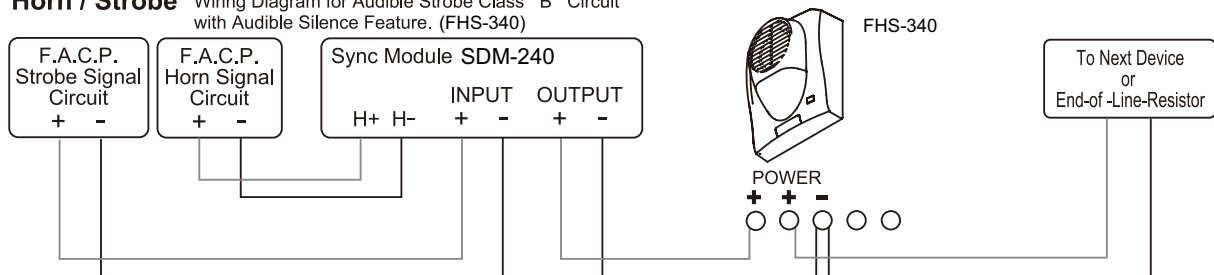 Horn / Strobe Wiring Diagram for Audible Strobe Class "B" Circuit
with Audible Silence Feature. (FHS-340)
F.A.C.P.
Strobe Signal
Circuit
+ -
F.A.C.P.
Horn Signal
Circuit
+ -
Sync Module SDM-240
INPUT OUTPUT
H+ H- + - + -
FHS-340
POWER
+ + -
To Next Device
or
End-of -Line-Resistor